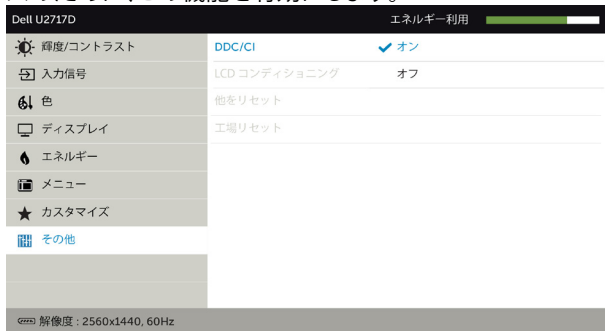 Dell U2717D エネルギー利用
輝度/コントラスト DDC/CI オン
入力信号 LCD コンディショニング オフ
色 他をリセット
ディスプレイ 工場リセット
エネルギー
メニュー
カスタマイズ
その他
解像度 : 2560x1440, 60Hz